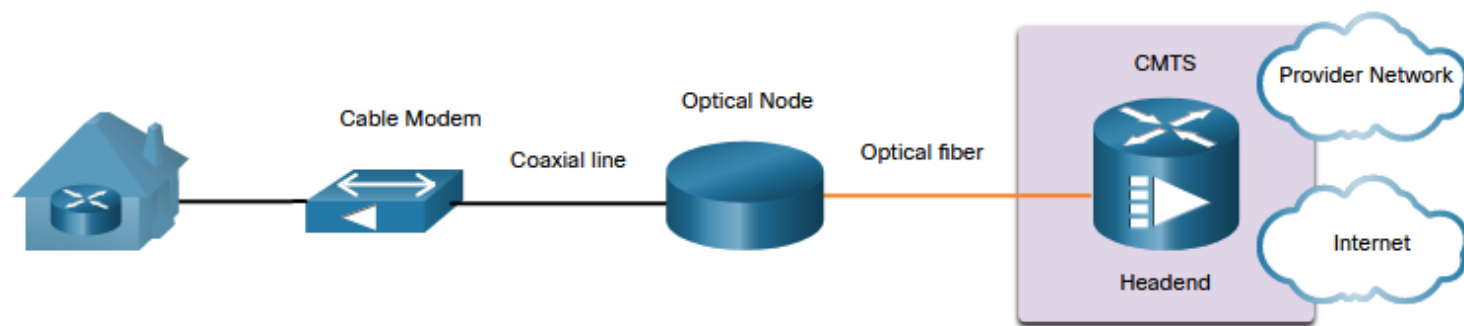 Cable Modem
Coaxial line
Optical Node
Optical fiber
CMTS
Headend
Provider Network
Internet